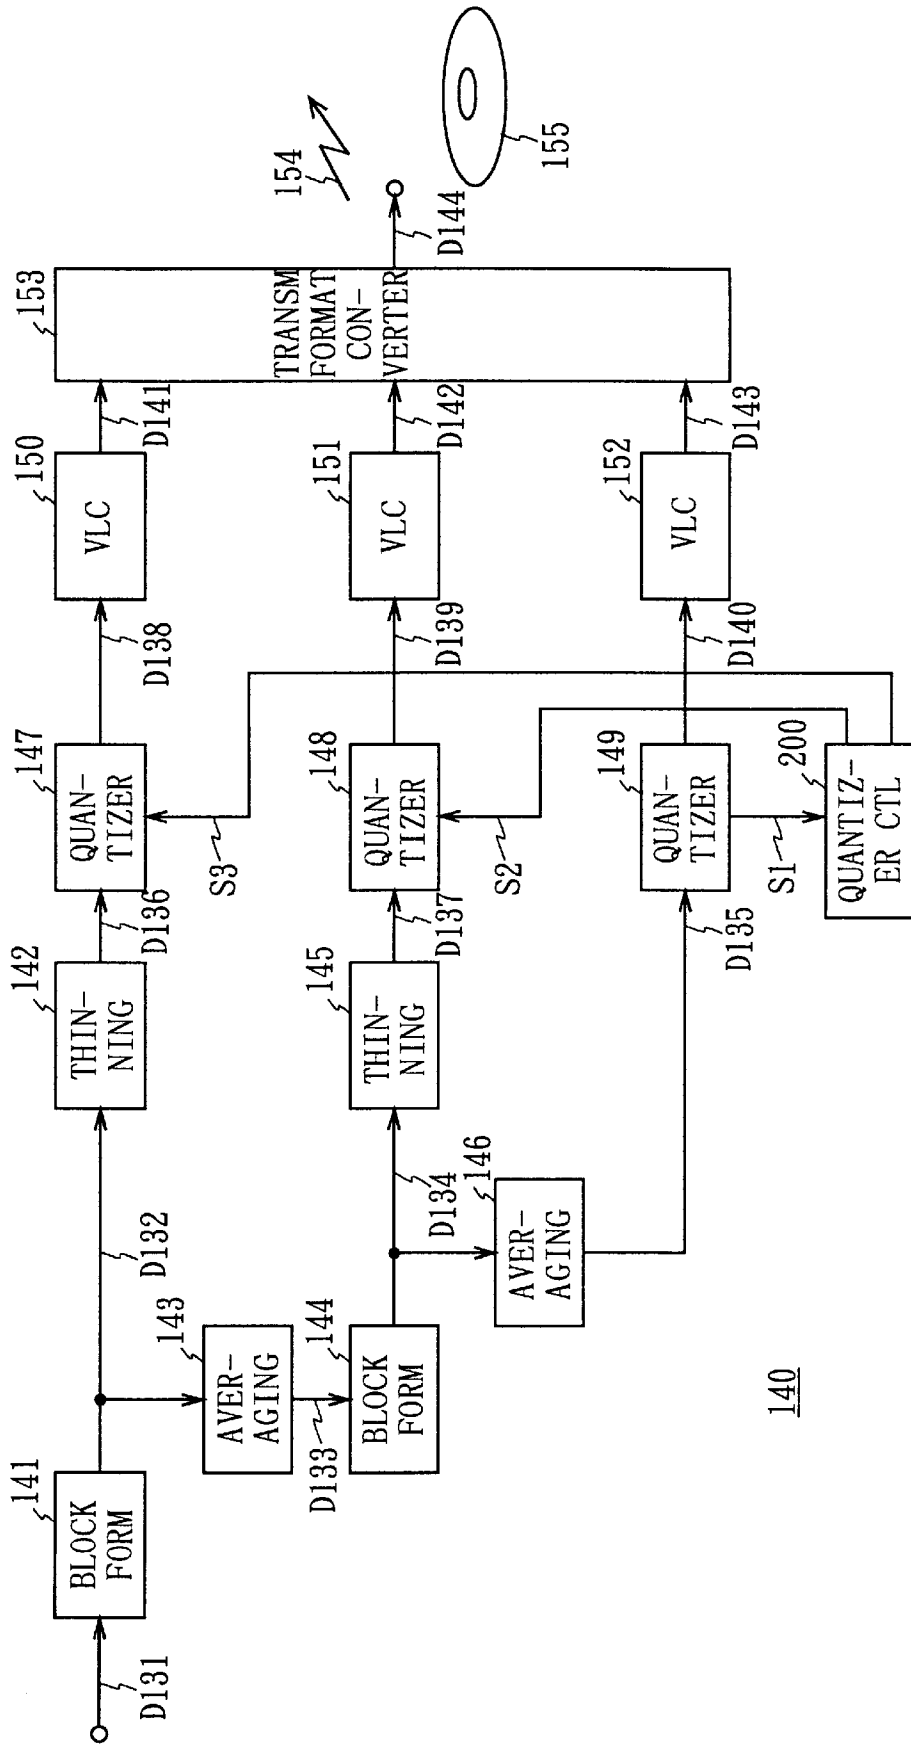 D131
141
BLOCK
FORM
D132
143
AVER-
AGING
D133
144
BLOCK
FORM
D134
146
AVER-
AGING
142
THIN-
NING
D136
145
THIN-
NING
D137
D135
147
QUAN-
TIZER
S3
148
QUAN-
TIZER
S2
149
QUAN-
TIZER
S1
200
QUANTIZ-
ER CTL
D138
D139
D140
150
VLC
D141
151
VLC
D142
152
VLC
D143
153
TRANSM
FORMAT
CON-
VERTER
D144
154
155
140